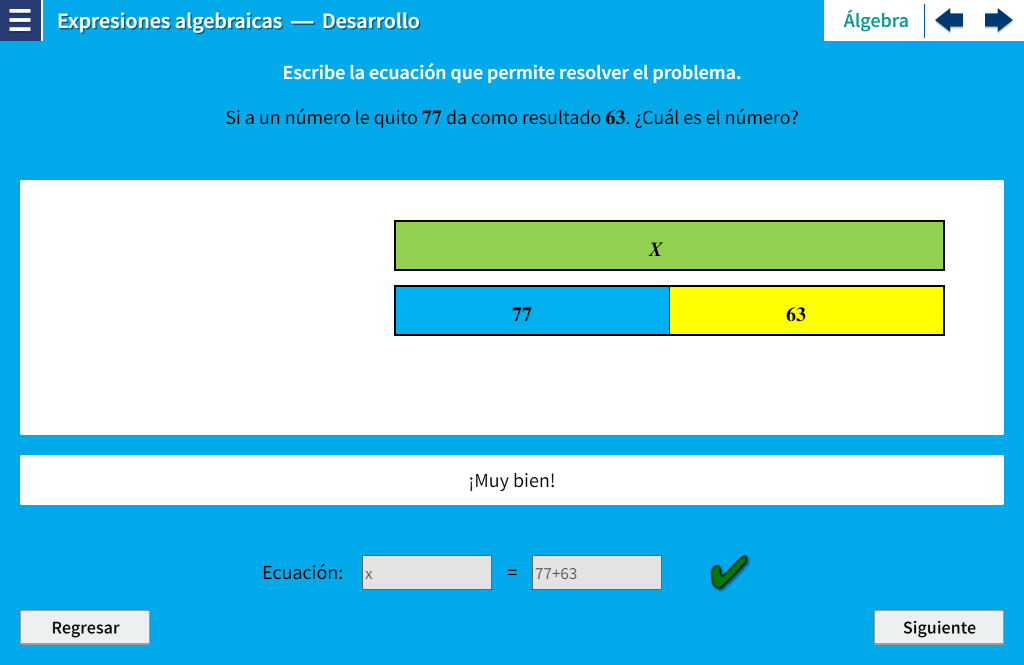 Expresiones algebraicas — Desarrollo
Álgebra
Escribe la ecuación que permite resolver el problema.
Si a un número le quito 77 da como resultado 63. ¿Cuál es el número?
X
77 63
¡Muy bien!
Ecuación: x = 77+63
Regresar Siguiente